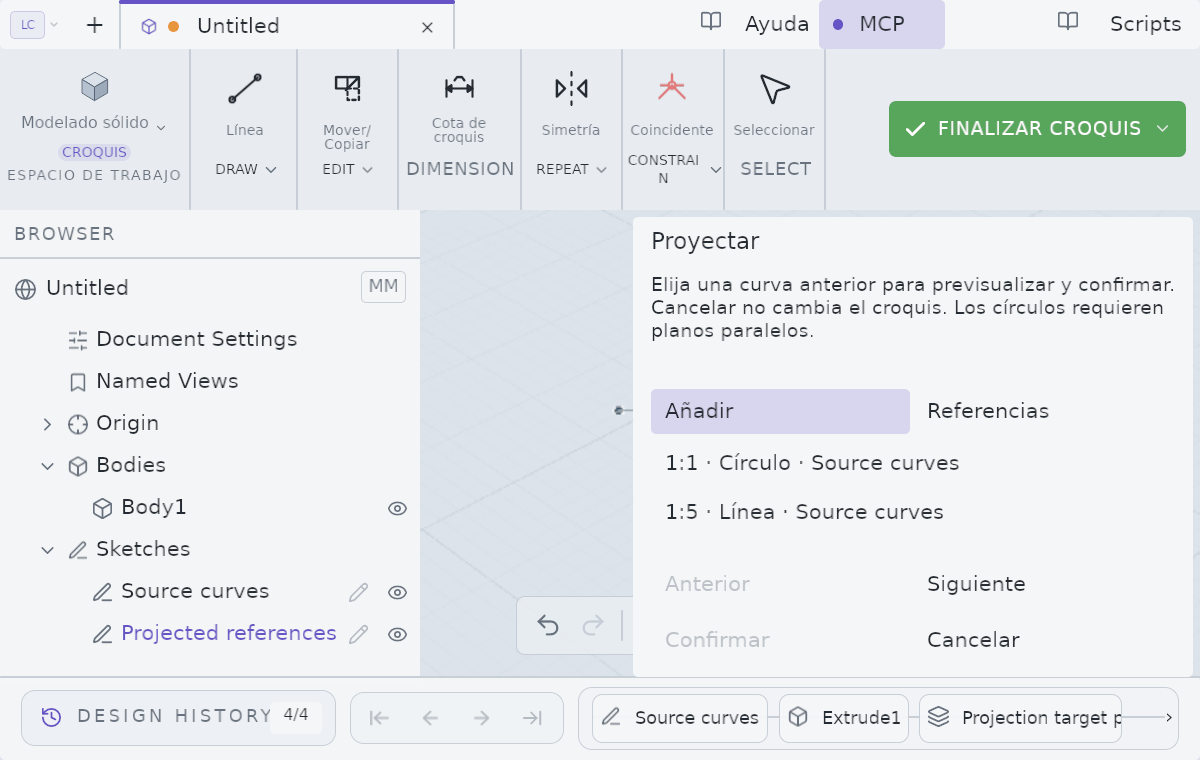 LC
Untitled
Ayuda
MCP
Scripts
Modelado sólido
CROQUIS
ESPACIO DE TRABAJO
Línea
DRAW
Mover/
Copiar
EDIT
Cota de
croquis
DIMENSION
Simetría
REPEAT
Coincidente
CONSTRAI
N
Seleccionar
SELECT
FINALIZAR CROQUIS
BROWSER
Untitled
MM
Document Settings
Named Views
Origin
Bodies
Body1
Sketches
Source curves
Projected references
Proyectar
Elija una curva anterior para previsualizar y confirmar.
Cancelar no cambia el croquis. Los círculos requieren
planos paralelos.
Añadir
Referencias
1:1 · Círculo · Source curves
1:5 · Línea · Source curves
Anterior
Siguiente
Confirmar
Cancelar
DESIGN HISTORY
4/4
Source curves
Extrude1
Projection target p